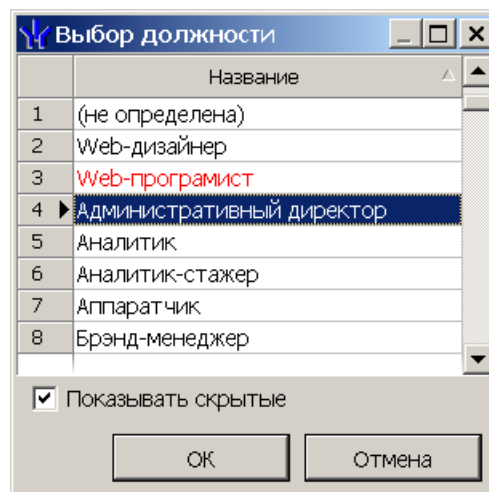 Выбор должности
Название
1 (не определена)
2 Web-дизайнер
3 Web-програмист
4 Административный директор
5 Аналитик
6 Аналитик-стажер
7 Аппаратчик
8 Брэнд-менеджер
Показывать скрытые
ОК Отмена